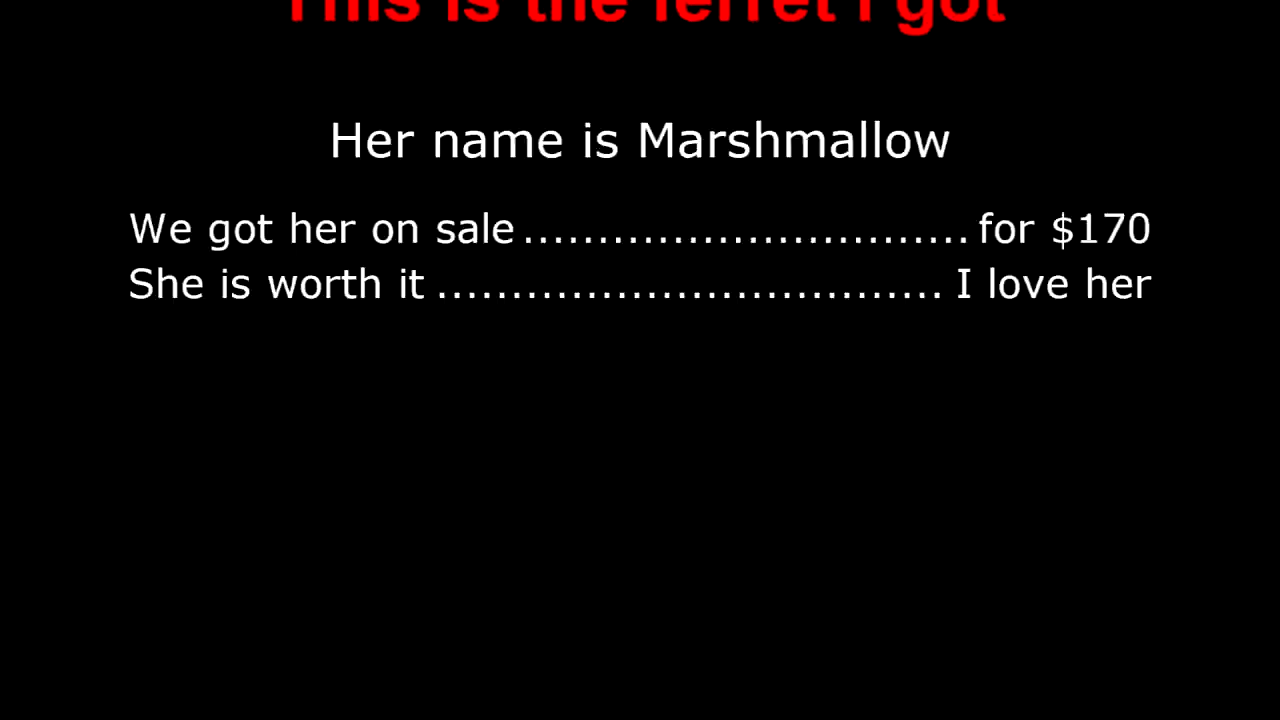 This is the ferret I got
Her name is Marshmallow
We got her on sale.............................. for $170
She is worth it .................................. I love her